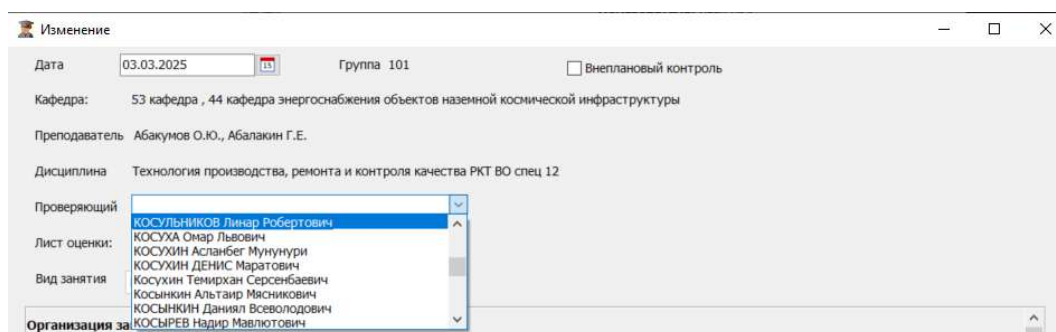 Изменение
Дата 03.03.2025 15 Группа 101 Внеплановый контроль
Кафедра: 53 кафедра , 44 кафедра энергоснабжения объектов наземной космической инфраструктуры
Преподаватель Абакумов О.Ю., Абалакин Г.Е.
Дисциплина Технология производства, ремонта и контроля качества РКТ ВО спец 12
Проверяющий
КОСУЛЬНИКОВ Линар Робертович
КОСУХА Омар Львович
Лист оценки:
КОСУХИН Асланбег Мунунури
КОСУХИН ДЕНИС Маратович
Вид занятия
Косухин Темирхан Серсенбаевич
Косынкин Альтаир Мясникович
КОСЫНКИН Даниял Всеволодович
Организация за
КОСЫРЕВ Надир Мавлютович